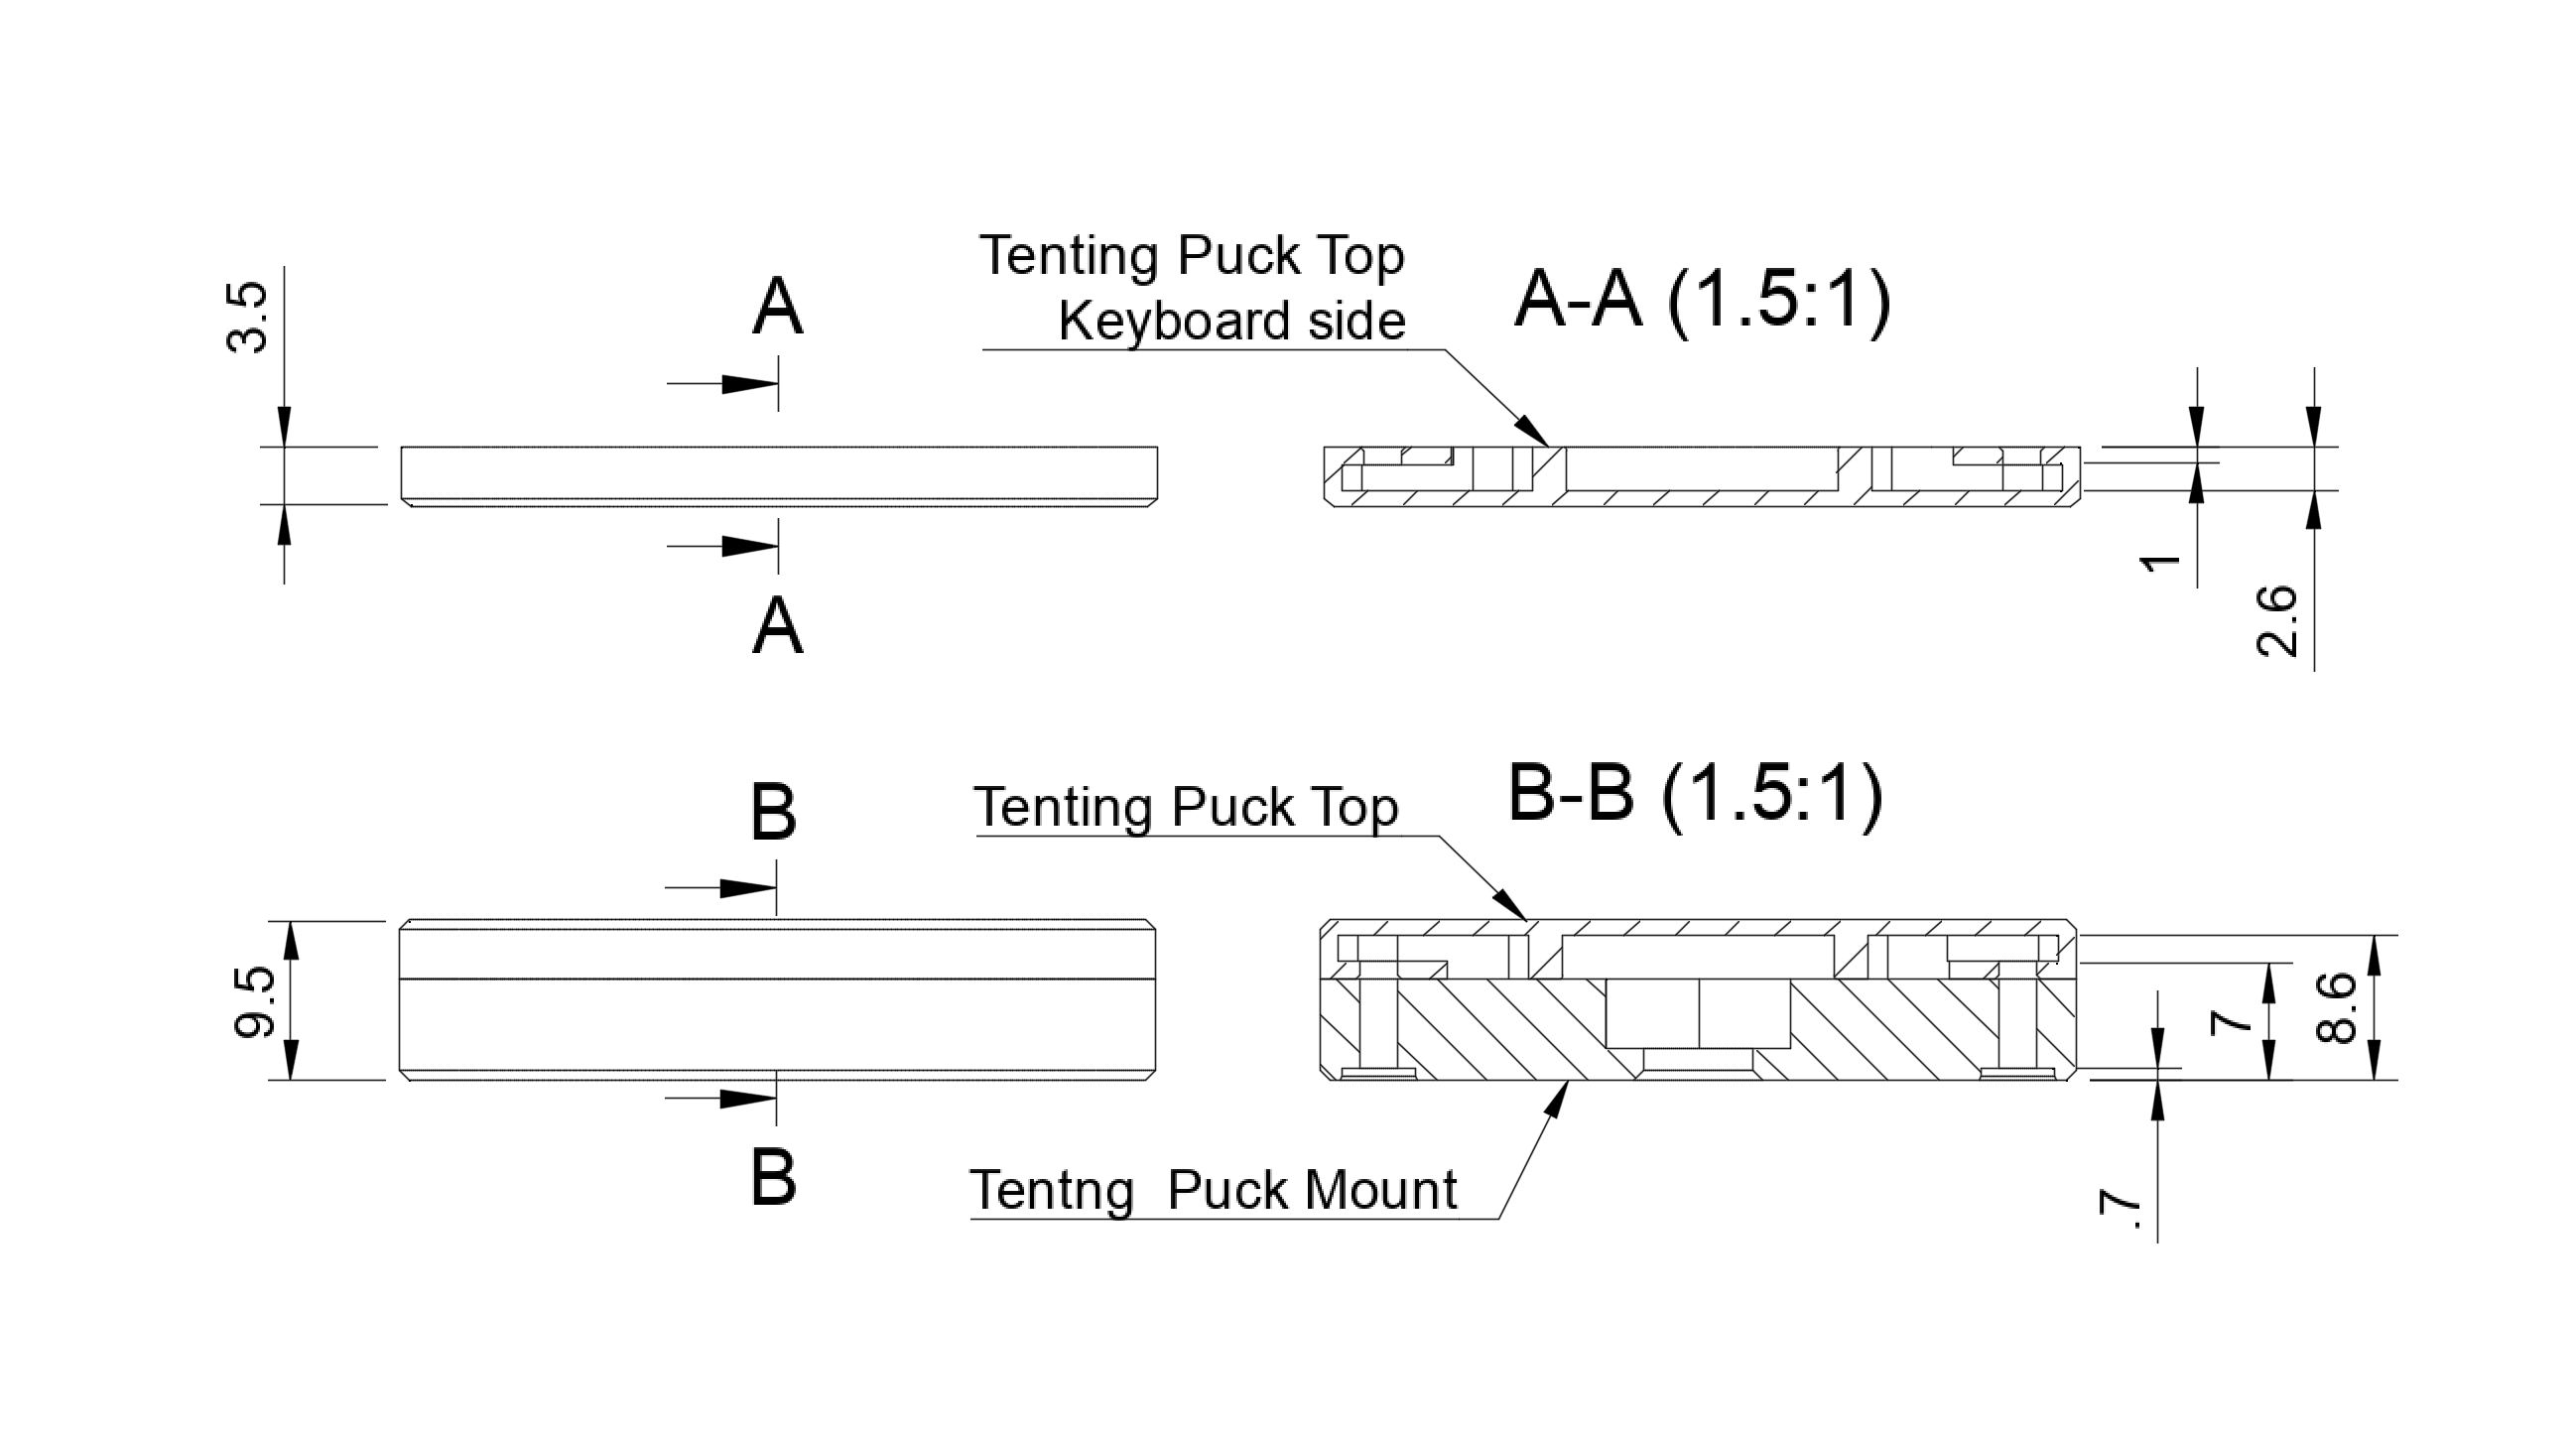 Tenting Puck Top
Keyboard side
A-A (1.5:1)
A
3.5
A
1
2.6
Tenting Puck Top
B-B (1.5:1)
B
9.5
B
Tentng  Puck Mount
.7
7
8.6